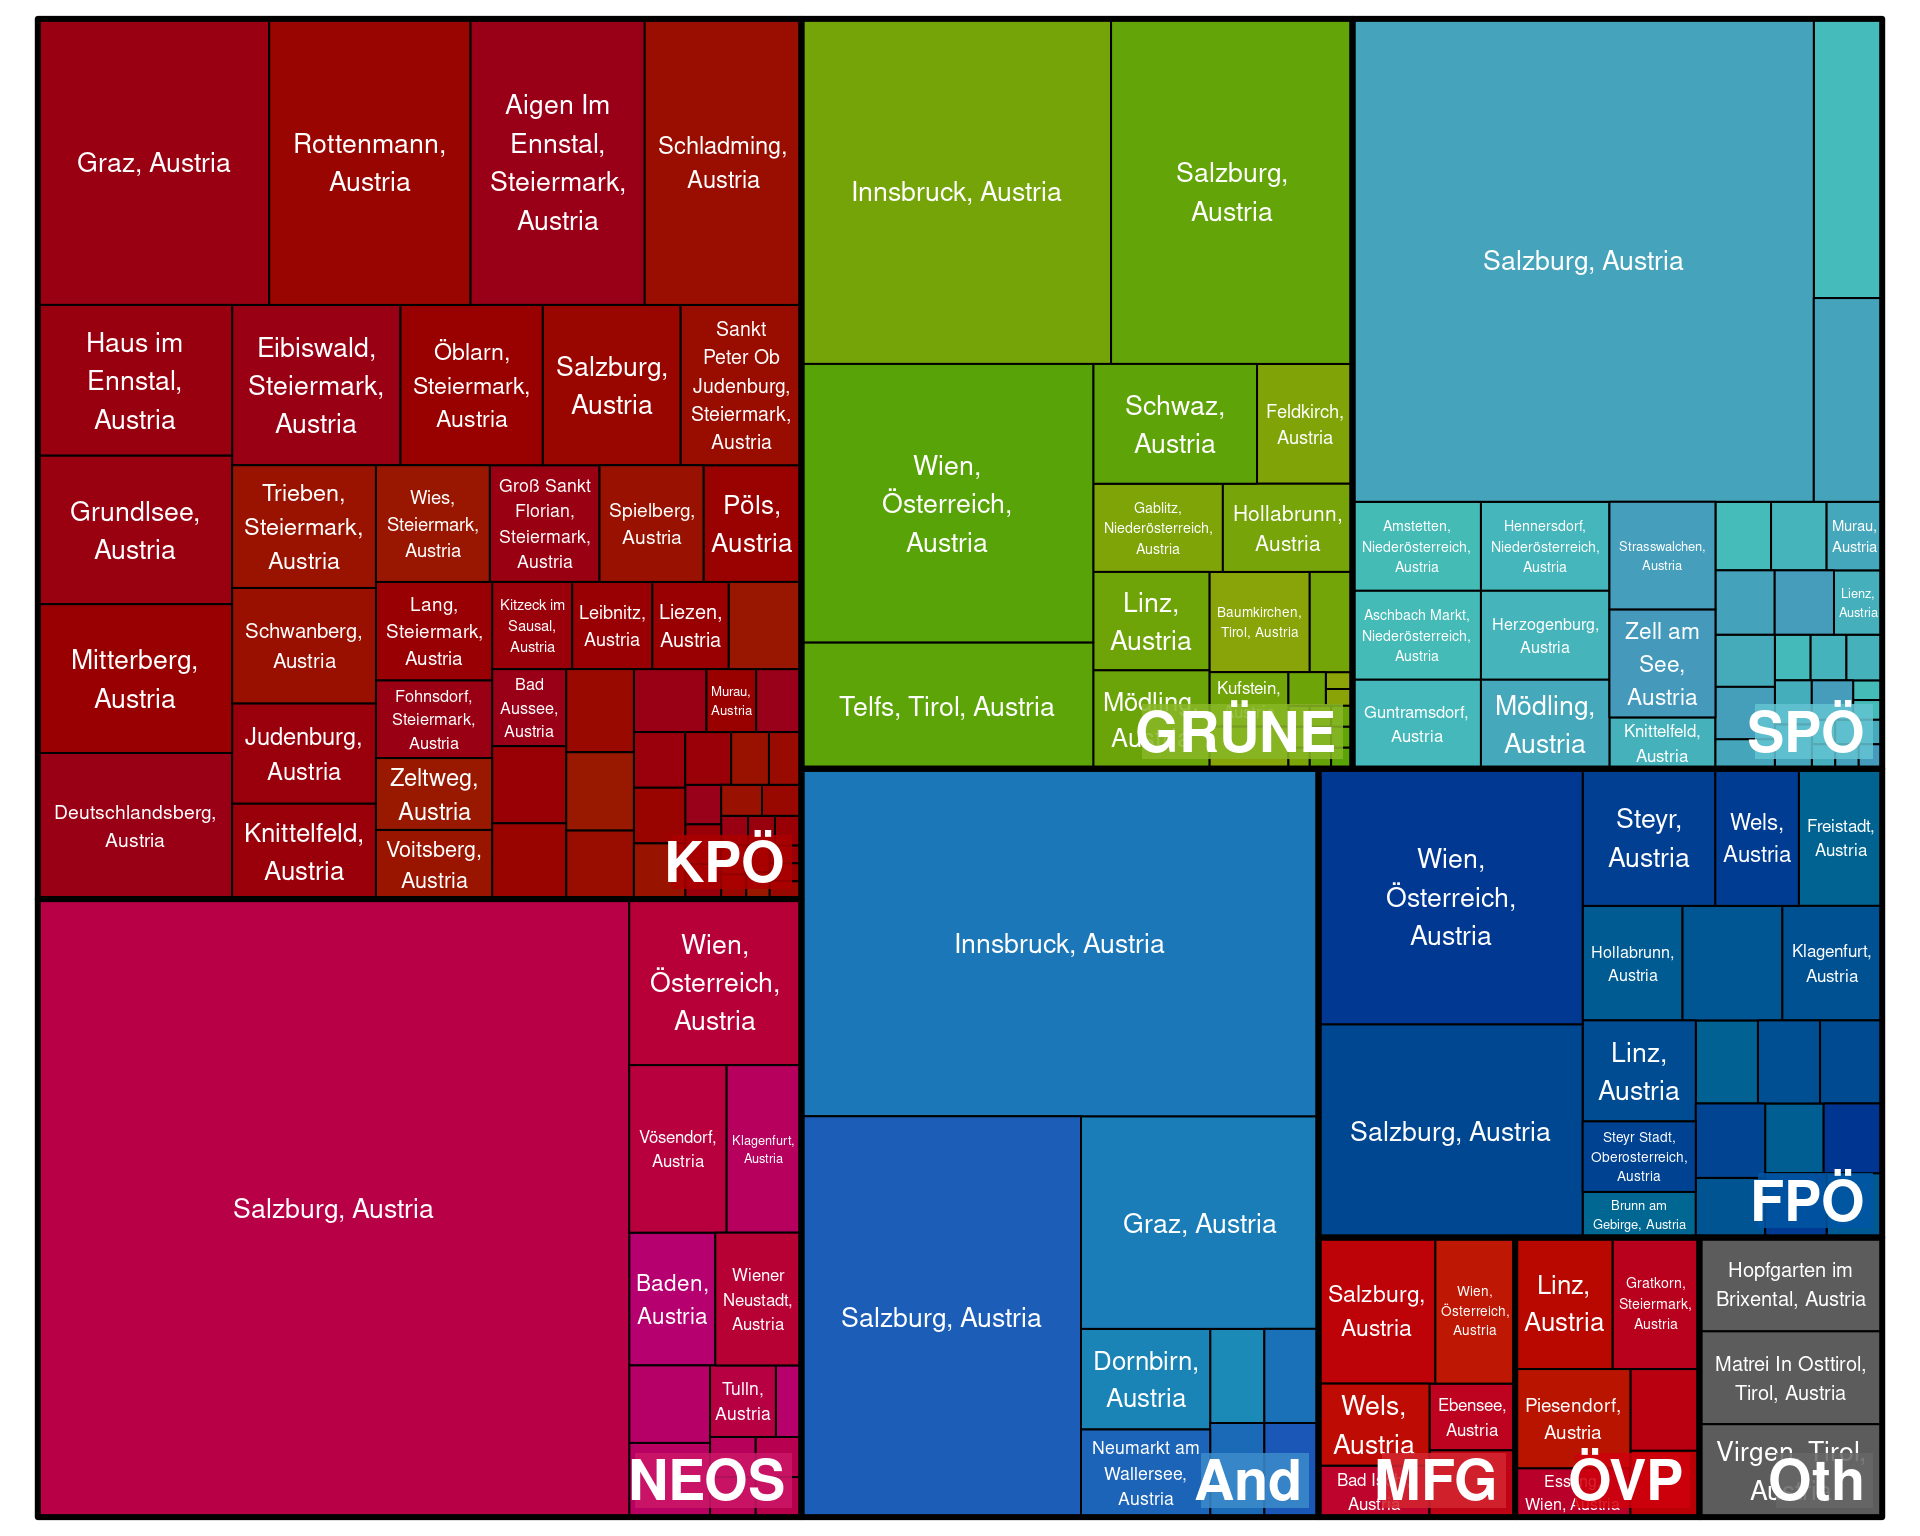 Graz, Austria
Rottenmann,
Austria
Aigen Im
Ennstal,
Steiermark,
Austria
Schladming,
Austria
Haus im
Ennstal,
Austria
Eibiswald,
Steiermark,
Austria
Öblarn,
Steiermark,
Austria
Salzburg,
Austria
Sankt
Peter Ob
Judenburg,
Steiermark,
Austria
Grundlsee,
Austria
Trieben,
Steiermark,
Austria
Wies,
Steiermark,
Austria
Groß Sankt
Florian,
Steiermark,
Austria
Spielberg,
Austria
Pöls,
Austria
Mitterberg,
Austria
Schwanberg,
Austria
Lang,
Steiermark,
Austria
Kitzeck im
Sausal,
Austria
Leibnitz,
Austria
Liezen,
Austria
Judenburg,
Austria
Fohnsdorf,
Steiermark,
Austria
Bad
Aussee,
Austria
Murau,
Austria
Deutschlandsberg,
Austria
Knittelfeld,
Austria
Zeltweg,
Austria
Voitsberg,
Austria
KPÖ
Innsbruck, Austria
Salzburg,
Austria
Wien,
Österreich,
Austria
Schwaz,
Austria
Feldkirch,
Austria
Gablitz,
Niederösterreich,
Austria
Hollabrunn,
Austria
Linz,
Austria
Baumkirchen,
Tirol, Austria
Telfs, Tirol, Austria
Mödling,
Austria
Kufstein,
GRÜNE
Salzburg, Austria
Amstetten,
Niederösterreich,
Austria
Hennersdorf,
Niederösterreich,
Austria
Strasswalchen,
Austria
Murau,
Austria
Aschbach Markt,
Niederösterreich,
Austria
Herzogenburg,
Austria
Zell am
See,
Austria
Lienz,
Austria
Guntramsdorf,
Austria
Mödling,
Austria
Knittelfeld,
Austria
SPÖ
Salzburg, Austria
Wien,
Österreich,
Austria
Vösendorf,
Austria
Klagenfurt,
Austria
Baden,
Austria
Wiener
Neustadt,
Austria
Tulln,
Austria
NEOS
Innsbruck, Austria
Salzburg, Austria
Graz, Austria
Dornbirn,
Austria
Neumarkt am
Wallersee,
Austria
And
Wien,
Österreich,
Austria
Steyr,
Austria
Wels,
Austria
Freistadt,
Austria
Hollabrunn,
Austria
Klagenfurt,
Austria
Salzburg, Austria
Linz,
Austria
Steyr Stadt,
Oberosterreich,
Austria
Brunn am
Gebirge, Austria
FPÖ
Salzburg,
Austria
Wien,
Österreich,
Austria
Wels,
Austria
Ebensee,
Austria
Bad
Austria
MFG
Linz,
Austria
Gratkorn,
Steiermark,
Austria
Piesendorf,
Austria
Wien, Austria
ÖVP
Hopfgarten im
Brixental, Austria
Matrei In Osttirol,
Tirol, Austria
Virgen, Tirol,
Austria
Oth